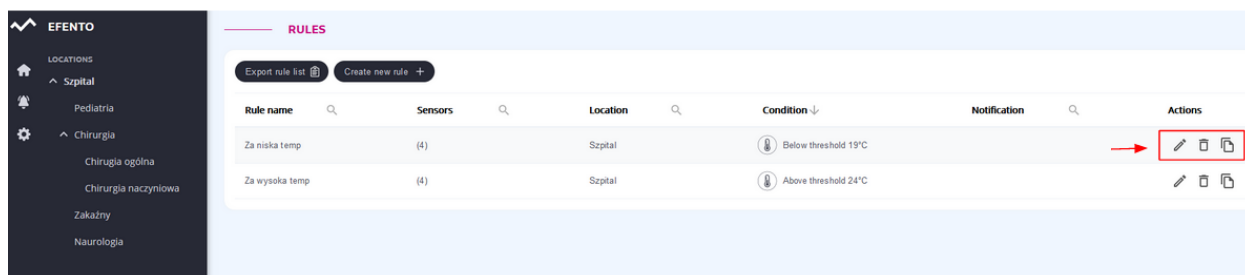 EFENTO
LOCATIONS
Szpital
Pediatria
Chirurgia
Chirugia ogólna
Chirurgia naczyniowa
Zakaźny
Naurologia
RULES
Export rule list
Create new rule +
Rule name Sensors Location Condition Notification Actions
Za niska temp (4) Szpital Below threshold 19°C
Za wysoka temp (4) Szpital Above threshold 24°C